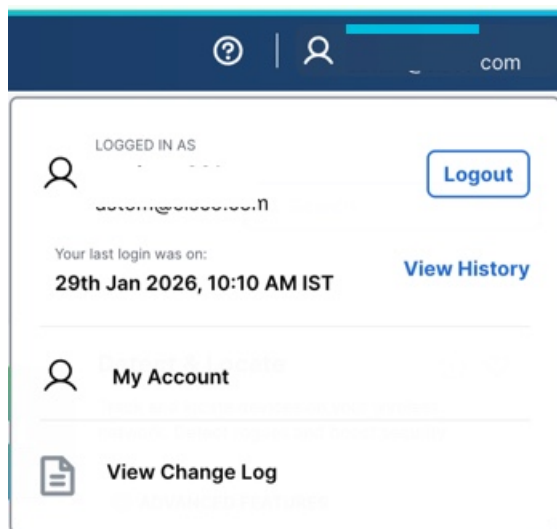 com
LOGGED IN AS
Logout
Your last login was on:
29th Jan 2026, 10:10 AM IST
View History
My Account
View Change Log